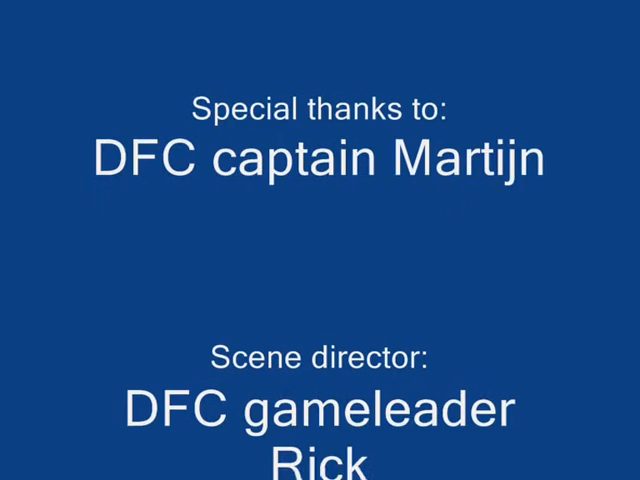 Special thanks to:
DFC captain Martijn
Scene director:
DFC gameleader
Rick